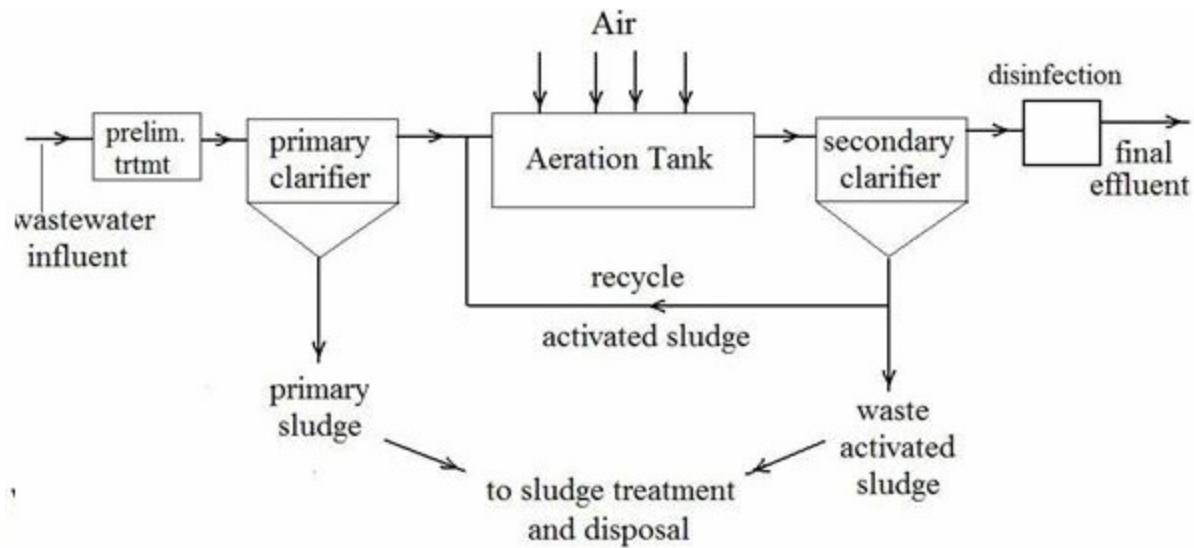 Air
disinfection
prelim.
trtmt
primary
clarifier
Aeration Tank
secondary
clarifier
final
effluent
wastewater
influent
recycle
activated sludge
primary
sludge
waste
activated
sludge
to sludge treatment
and disposal